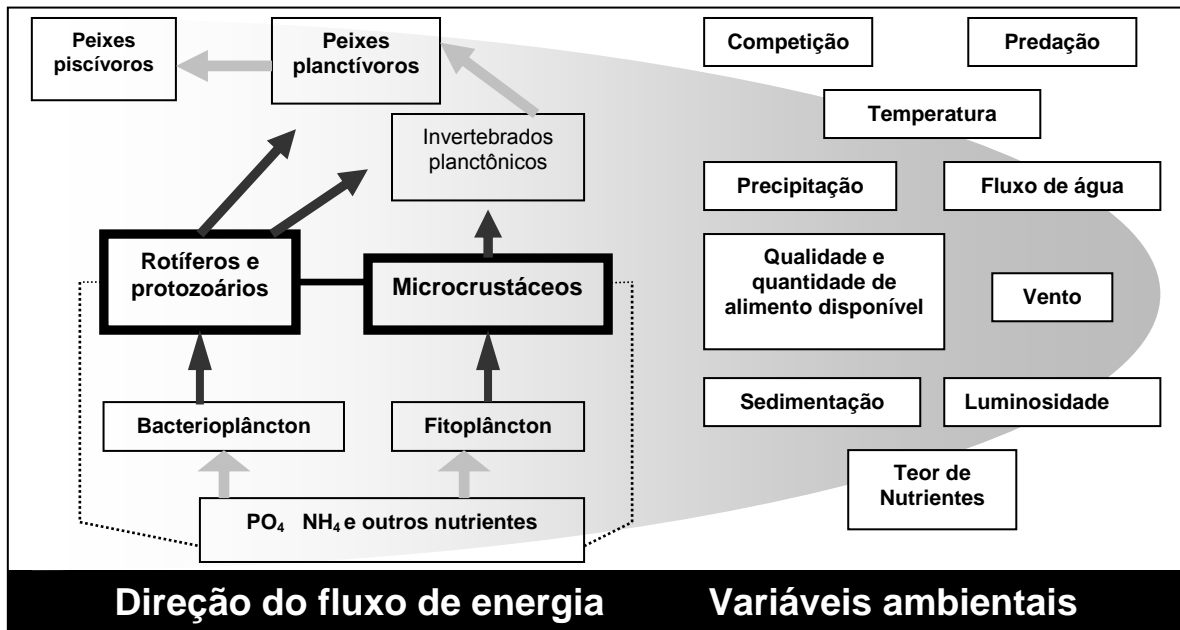 Peixes
piscívoros
Peixes
planctívoros
Invertebrados
planctônicos
Rotíferos e
protozoários
Microcrustáceos
Bacterioplâncton
Fitoplâncton
PO₄ NH₄ e outros nutrientes
Competição
Predação
Temperatura
Precipitação
Fluxo de água
Qualidade e
quantidade de
alimento disponível
Vento
Sedimentação
Luminosidade
Teor de
Nutrientes
Direção do fluxo de energia
Variáveis ambientais